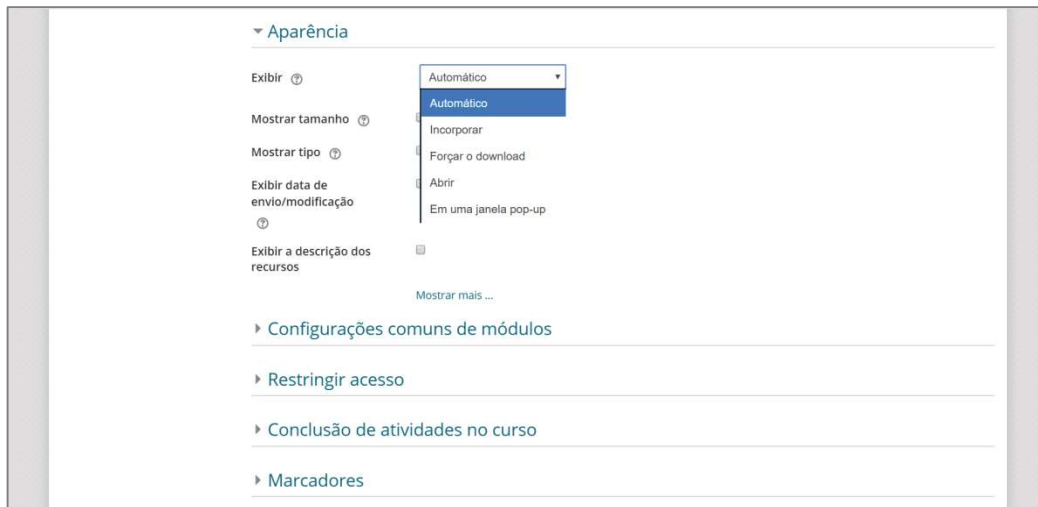 Aparência
Exibir
Automático
Automático
Incorporar
Forçar o download
Abrir
Em uma janela pop-up
Mostrar tamanho
Mostrar tipo
Exibir data de
envio/modificação
Exibir a descrição dos
recursos
Mostrar mais ...
Configurações comuns de módulos
Restringir acesso
Conclusão de atividades no curso
Marcadores